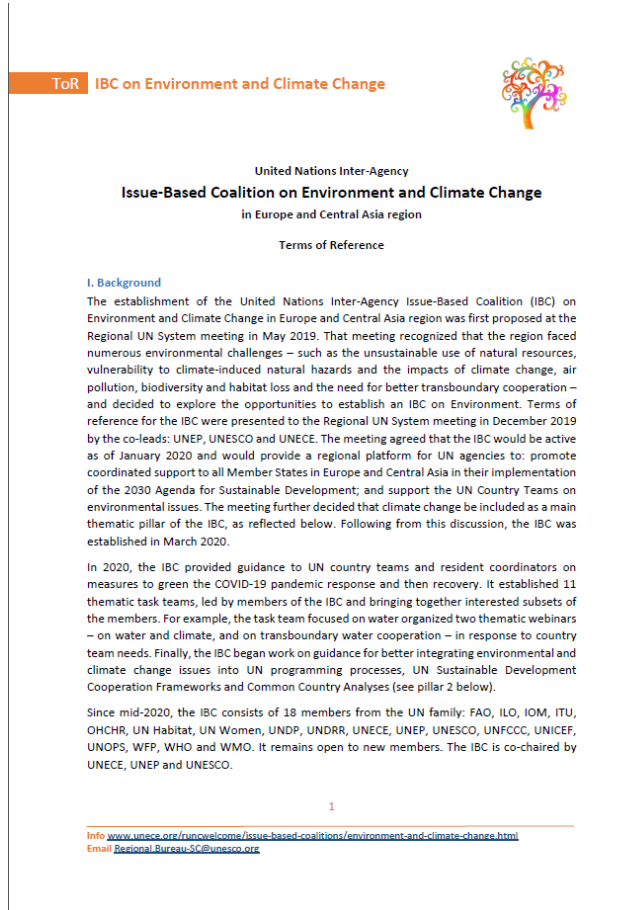 ToR IBC on Environment and Climate Change
United Nations Inter-Agency
Issue-Based Coalition on Environment and Climate Change
in Europe and Central Asia region
Terms of Reference
I. Background
The establishment of the United Nations Inter-Agency Issue-Based Coalition (IBC) on
Environment and Climate Change in Europe and Central Asia region was first proposed at the
Regional UN System meeting in May 2019. That meeting recognized that the region faced
numerous environmental challenges – such as the unsustainable use of natural resources,
vulnerability to climate-induced natural hazards and the impacts of climate change, air
pollution, biodiversity and habitat loss and the need for better transboundary cooperation –
and decided to explore the opportunities to establish an IBC on Environment. Terms of
reference for the IBC were presented to the Regional UN System meeting in December 2019
by the co-leads: UNEP, UNESCO and UNECE. The meeting agreed that the IBC would be active
as of January 2020 and would provide a regional platform for UN agencies to: promote
coordinated support to all Member States in Europe and Central Asia in their implementation
of the 2030 Agenda for Sustainable Development; and support the UN Country Teams on
environmental issues. The meeting further decided that climate change be included as a main
thematic pillar of the IBC, as reflected below. Following from this discussion, the IBC was
established in March 2020.
In 2020, the IBC provided guidance to UN country teams and resident coordinators on
measures to green the COVID-19 pandemic response and then recovery. It established 11
thematic task teams, led by members of the IBC and bringing together interested subsets of
the members. For example, the task team focused on water organized two thematic webinars
– on water and climate, and on transboundary water cooperation – in response to country
team needs. Finally, the IBC began work on guidance for better integrating environmental and
climate change issues into UN programming processes, UN Sustainable Development
Cooperation Frameworks and Common Country Analyses (see pillar 2 below).
Since mid-2020, the IBC consists of 18 members from the UN family: FAO, ILO, IOM, ITU,
OHCHR, UN Habitat, UN Women, UNDP, UNDRR, UNECE, UNEP, UNESCO, UNFCCC, UNICEF,
UNOPS, WFP, WHO and WMO. It remains open to new members. The IBC is co-chaired by
UNECE, UNEP and UNESCO.
1
Info www.unece.org/runcwelcome/issue-based-coalitions/environment-and-climate-change.html
Email Regional.Bureau-SC@unesco.org